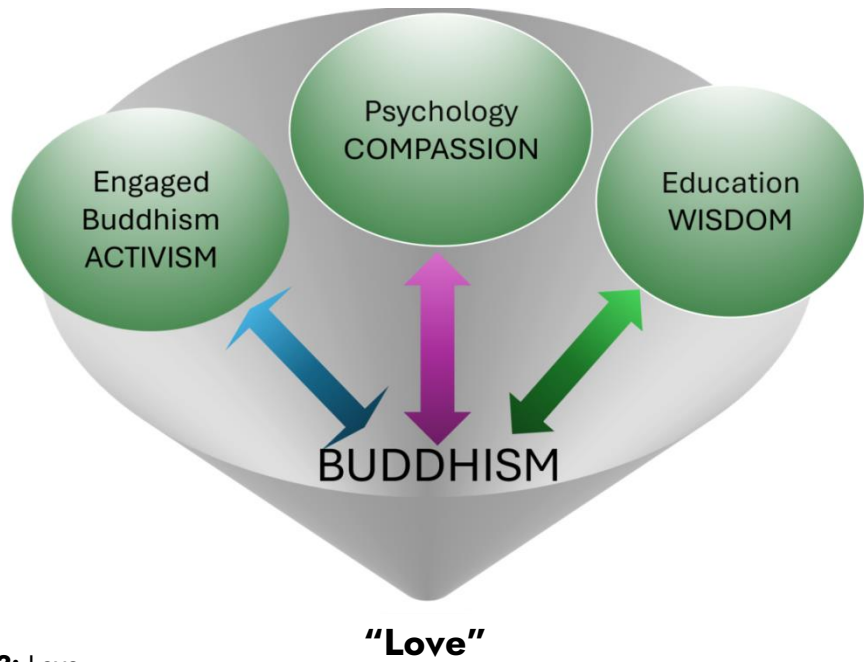 Psychology
COMPASSION
Engaged
Buddhism
ACTIVISM
Education
WISDOM
BUDDHISM
“Love”